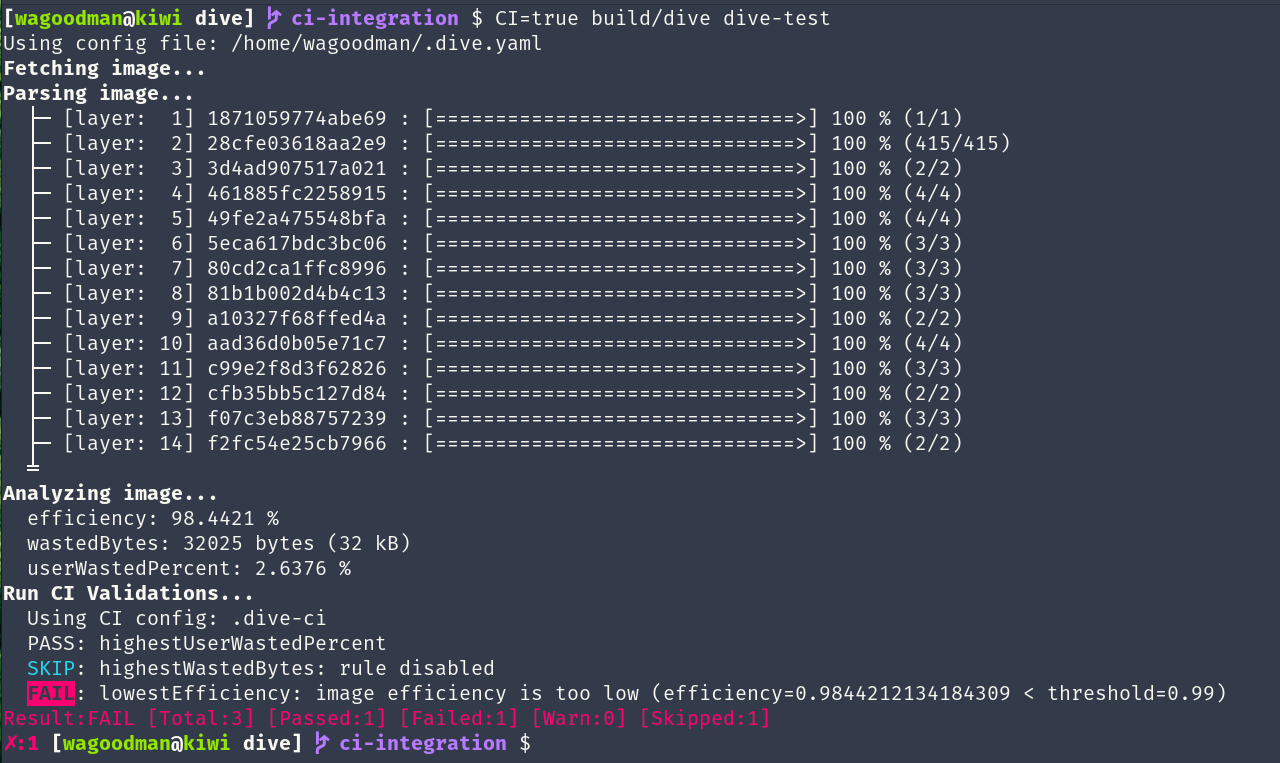 [wagoodman@kiwi dive] ci-integration $ CI=true build/dive dive-test
Using config file: /home/wagoodman/.dive.yaml
Fetching image...
Parsing image...
├─ [layer:  1] 1871059774abe69 : [==============================>] 100 % (1/1)
├─ [layer:  2] 28cfe03618aa2e9 : [==============================>] 100 % (415/415)
├─ [layer:  3] 3d4ad907517a021 : [==============================>] 100 % (2/2)
├─ [layer:  4] 461885fc2258915 : [==============================>] 100 % (4/4)
├─ [layer:  5] 49fe2a475548bfa : [==============================>] 100 % (4/4)
├─ [layer:  6] 5eca617bdc3bc06 : [==============================>] 100 % (3/3)
├─ [layer:  7] 80cd2ca1ffc8996 : [==============================>] 100 % (3/3)
├─ [layer:  8] 81b1b002d4b4c13 : [==============================>] 100 % (3/3)
├─ [layer:  9] a10327f68ffed4a : [==============================>] 100 % (2/2)
├─ [layer: 10] aad36d0b05e71c7 : [==============================>] 100 % (4/4)
├─ [layer: 11] c99e2f8d3f62826 : [==============================>] 100 % (3/3)
├─ [layer: 12] cfb35bb5c127d84 : [==============================>] 100 % (2/2)
├─ [layer: 13] f07c3eb88757239 : [==============================>] 100 % (3/3)
├─ [layer: 14] f2fc54e25cb7966 : [==============================>] 100 % (2/2)
Analyzing image...
efficiency: 98.4421 %
wastedBytes: 32025 bytes (32 kB)
userWastedPercent: 2.6376 %
Run CI Validations...
Using CI config: .dive-ci
PASS: highestUserWastedPercent
SKIP: highestWastedBytes: rule disabled
FAIL: lowestEfficiency: image efficiency is too low (efficiency=0.9844212134184309 < threshold=0.99)
Result:FAIL [Total:3] [Passed:1] [Failed:1] [Warn:0] [Skipped:1]
✗:1 [wagoodman@kiwi dive] ci-integration $